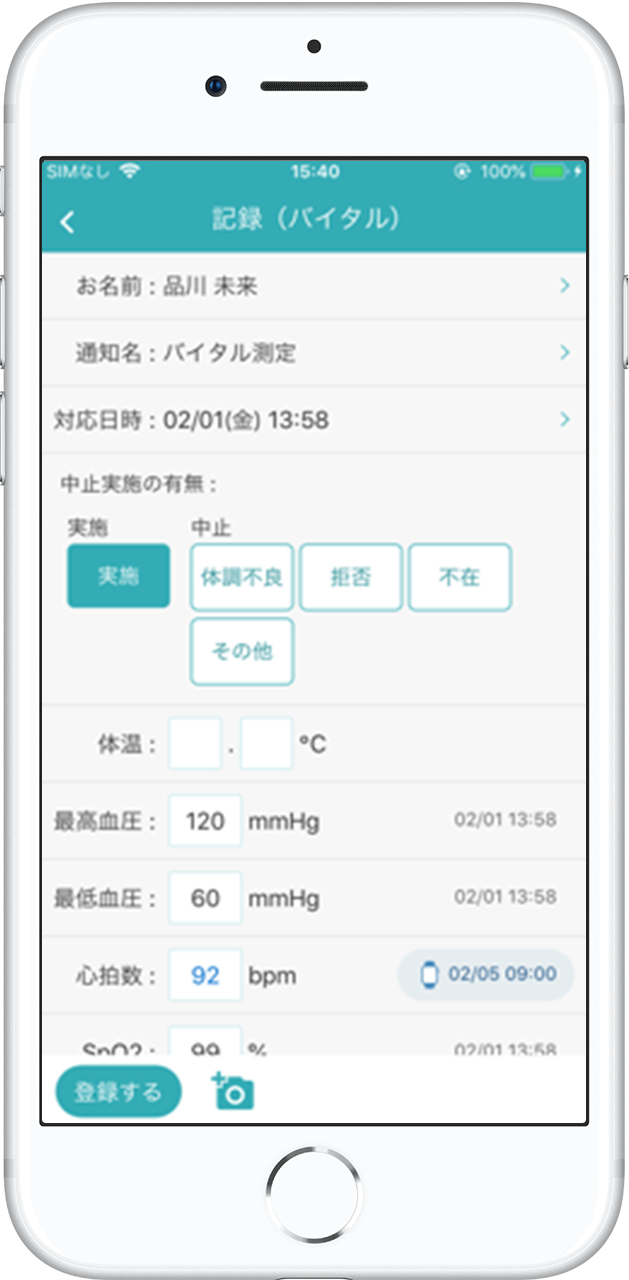 SIMなし 15:40 100%
記録（バイタル）
お名前 : 品川 未来
通知名 : バイタル測定
対応日時 : 02/01(金) 13:58
中止実施の有無 :
実施 中止
実施 体調不良 拒否 不在
その他
体温 : . °C
最高血圧 : 120 mmHg 02/01 13:58
最低血圧 : 60 mmHg 02/01 13:58
心拍数 : 92 bpm 02/05 09:00
SpO2 : 99 % 02/01 13:58
登録する